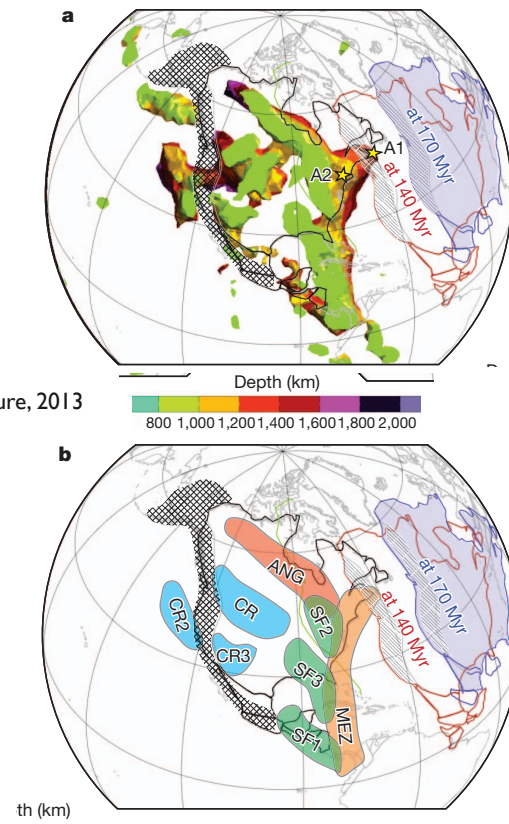 a
at 170 Myr
at 140 Myr
A1
A2
Depth (km)
ure, 2013
800 1,000 1,200 1,400 1,600 1,800 2,000
b
ANG
at 170 Myr
at 140 Myr
CR2
CR
SF2
CR3
SF3
MEZ
SF1
th (km)